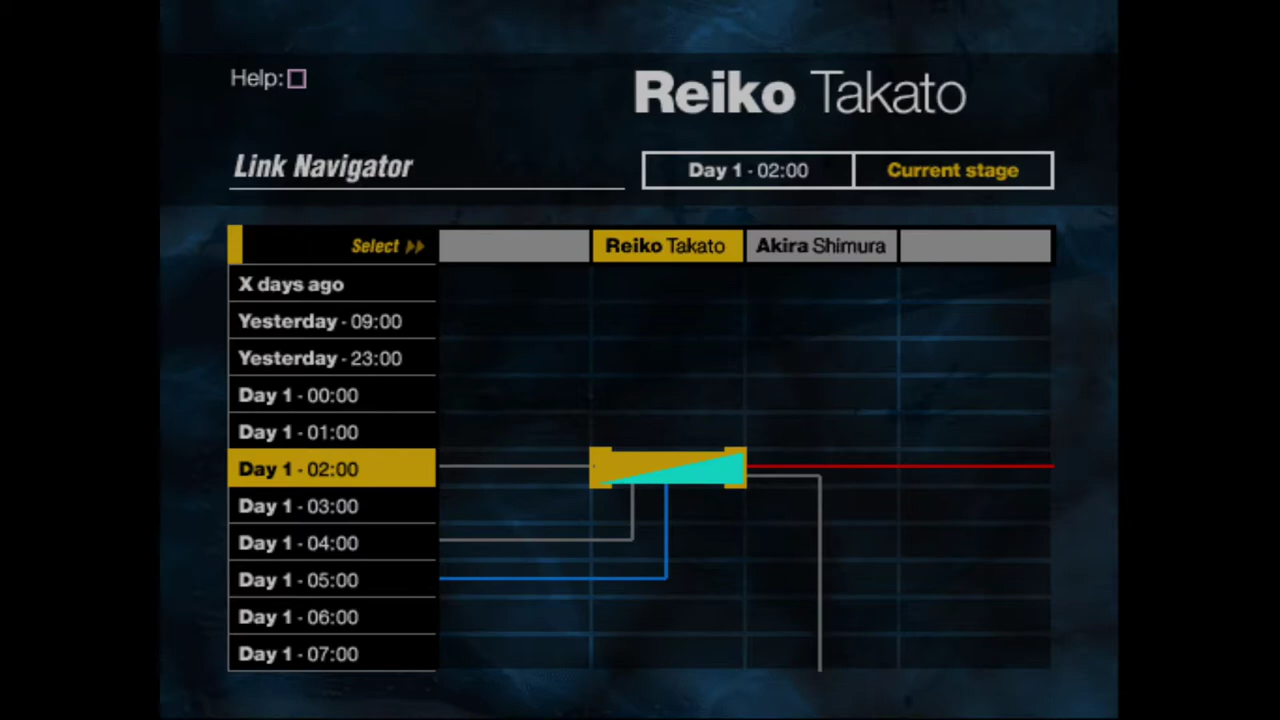 Help:
Reiko Takato
Link Navigator
Day 1 - 02:00
Current stage
Select
Reiko Takato
Akira Shimura
X days ago
Yesterday - 09:00
Yesterday - 23:00
Day 1 - 00:00
Day 1 - 01:00
Day 1 - 02:00
Day 1 - 03:00
Day 1 - 04:00
Day 1 - 05:00
Day 1 - 06:00
Day 1 - 07:00